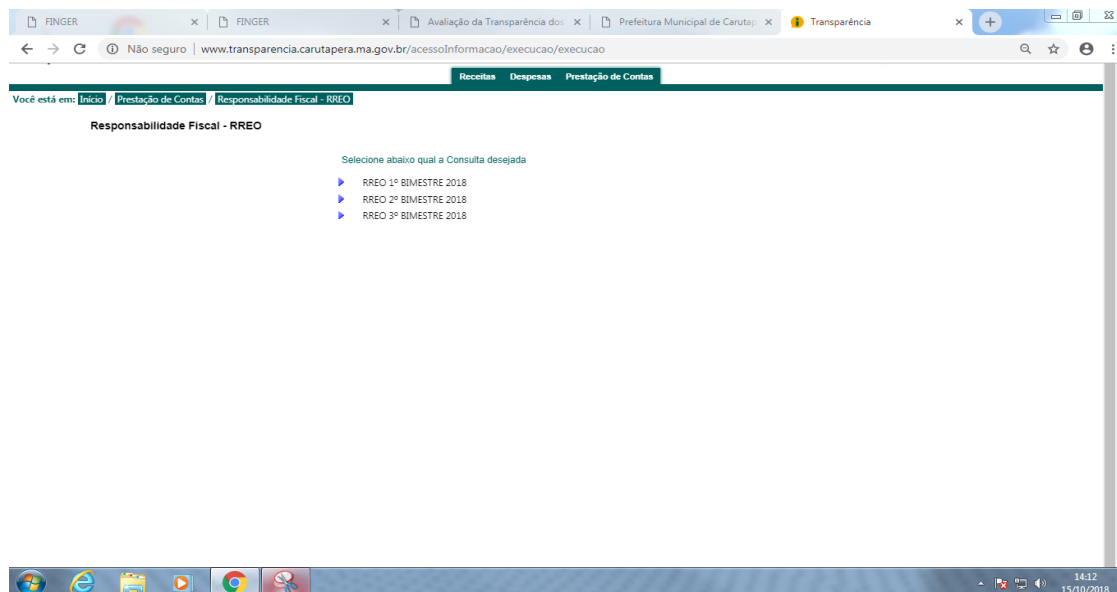 FINGER
FINGER
Avaliação da Transparência dos
Prefeitura Municipal de Carutap
Transparência
Não seguro | www.transparencia.carutapera.ma.gov.br/acessoInformacao/execucao/execucao
Receitas Despesas Prestação de Contas
Você está em: Início / Prestação de Contas / Responsabilidade Fiscal - RREO
Responsabilidade Fiscal - RREO
Selecione abaixo qual a Consulta desejada
RREO 1º BIMESTRE 2018
RREO 2º BIMESTRE 2018
RREO 3º BIMESTRE 2018
14:12
15/10/2018